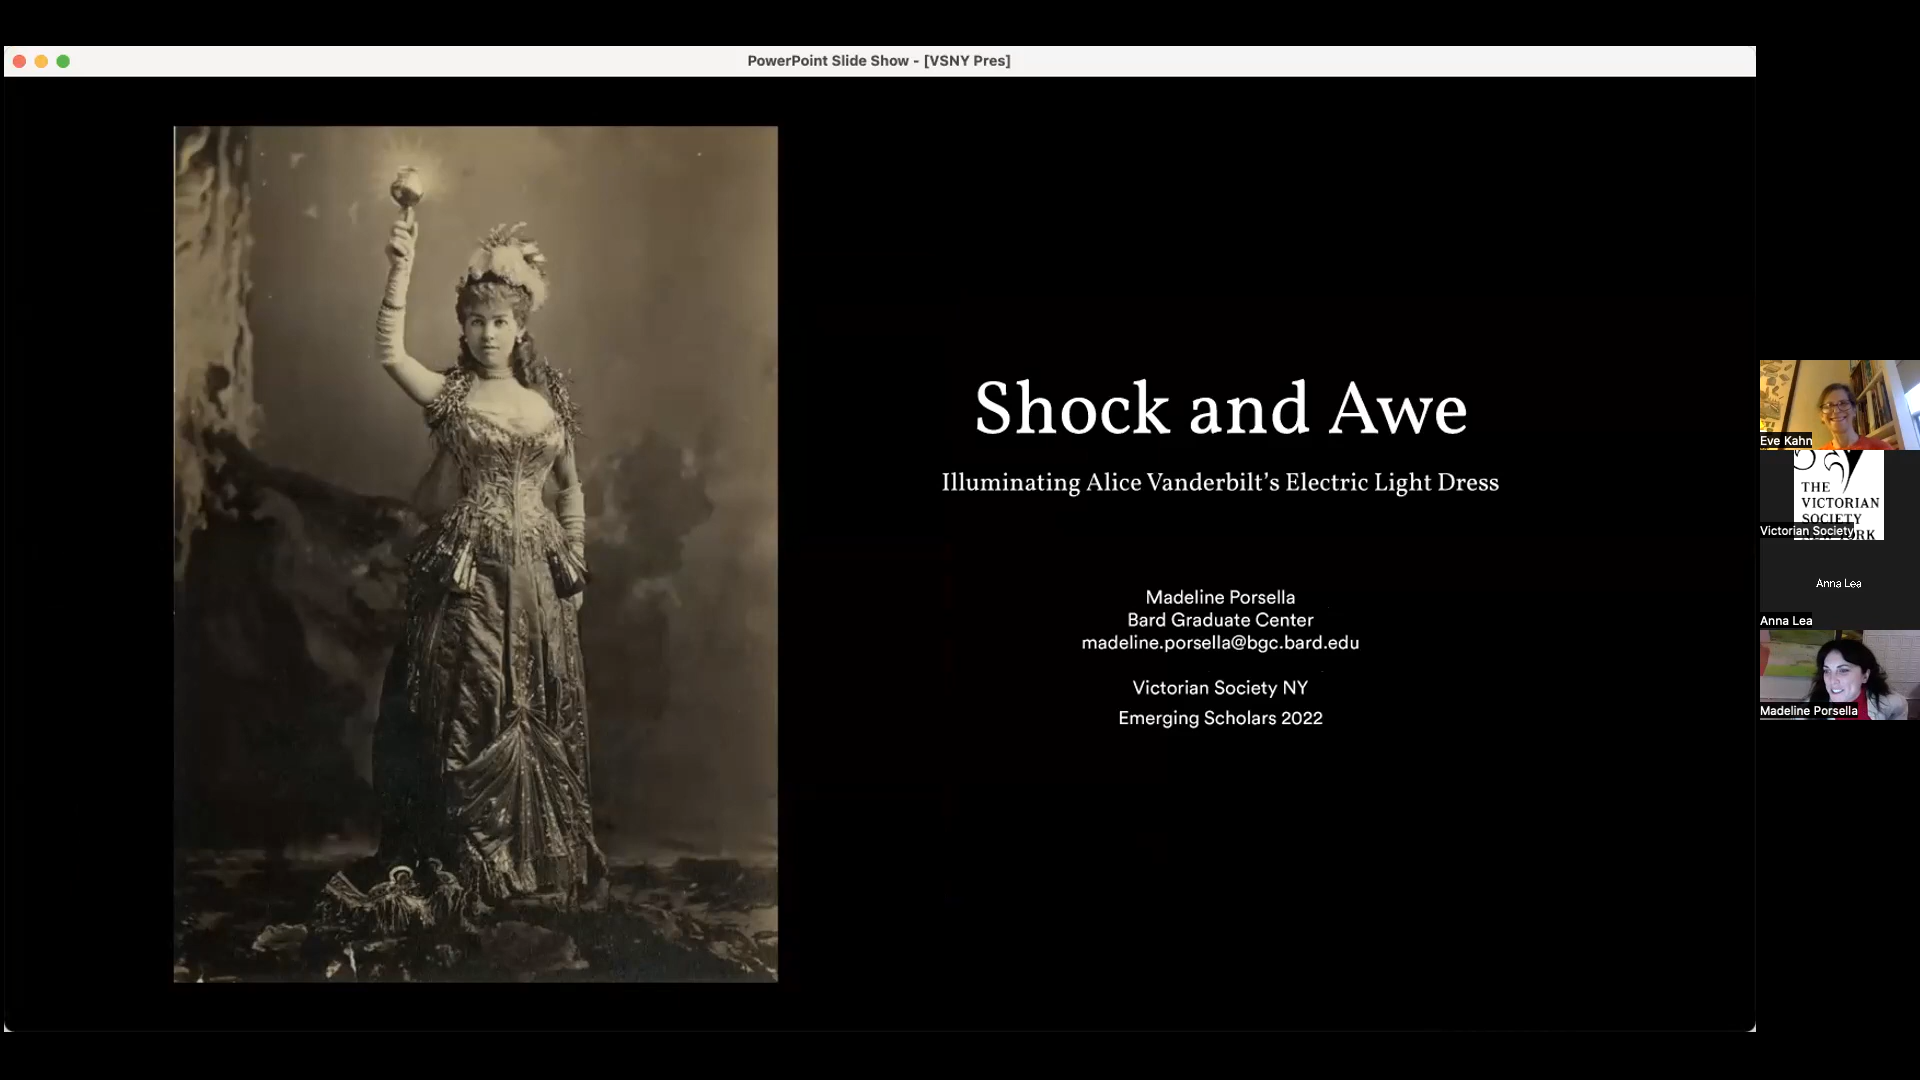 PowerPoint Slide Show - [VSNY Pres]
Shock and Awe
Illuminating Alice Vanderbilt’s Electric Light Dress
Madeline Porsella
Bard Graduate Center
madeline.porsella@bgc.bard.edu
Victorian Society NY
Emerging Scholars 2022
Eve Kahn
THE
VICTORIAN
SOCIETY
Victorian Society
Anna Lea
Anna Lea
Madeline Porsella